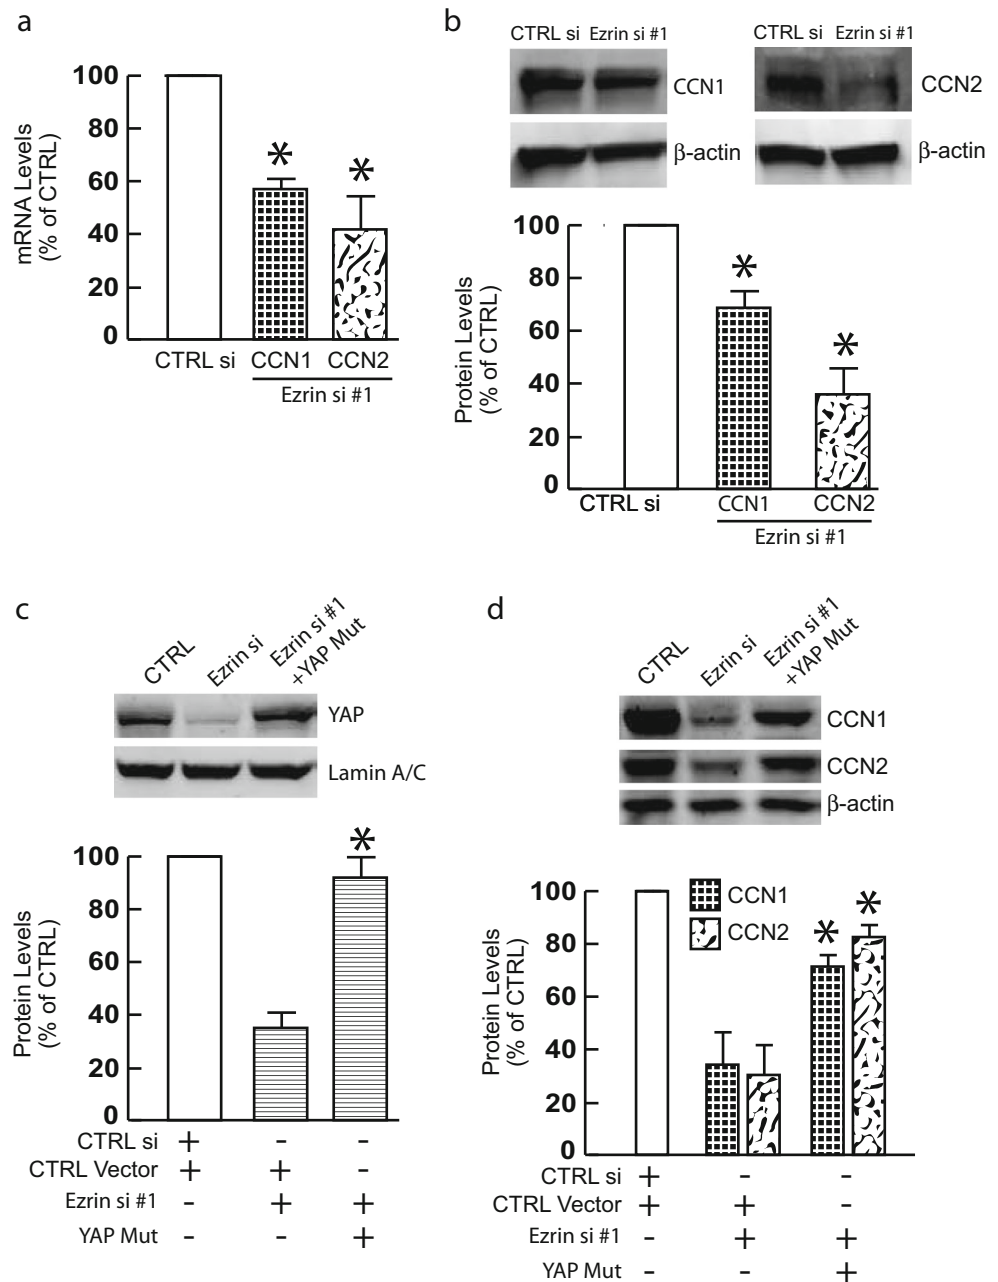 a
mRNA Levels
(% of CTRL)
100
80
60
40
20
0
*
*
CTRL si CCN1 CCN2
Ezrin si #1
b
CTRL si Ezrin si #1
CCN1
β-actin
CTRL si Ezrin si #1
CCN2
β-actin
Protein Levels
(% of CTRL)
100
80
60
40
20
0
*
*
CTRL si CCN1 CCN2
Ezrin si #1
c
CTRL
Ezrin si
Ezrin si #1
+YAP Mut
YAP
Lamin A/C
Protein Levels
(% of CTRL)
100
80
60
40
20
0
*
CTRL si + - -
CTRL Vector + + -
Ezrin si #1 - + +
YAP Mut - - +
d
CTRL
Ezrin si
Ezrin si #1
+YAP Mut
CCN1
CCN2
β-actin
Protein Levels
(% of CTRL)
100
80
60
40
20
0
CCN1
CCN2
*
*
CTRL si + - -
CTRL Vector + + -
Ezrin si #1 - + +
YAP Mut - - +